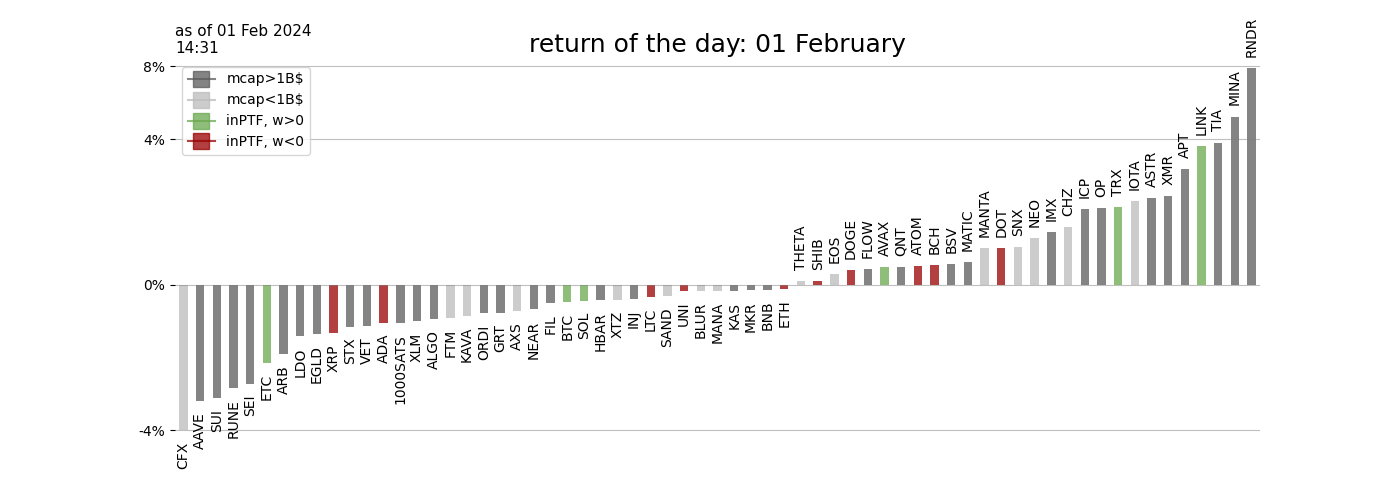 as of 01 Feb 2024
14:31
return of the day: 01 February
8%
4%
0%
-4%
mcap>1B$
mcap<1B$
inPTF, w>0
inPTF, w<0
CFX
AAVE
SUI
RUNE
SEI
ETC
ARB
LDO
EGLD
XRP
STX
VET
ADA
1000SATS
XLM
ALGO
FTM
KAVA
ORDI
GRT
AXS
NEAR
FIL
BTC
SOL
HBAR
XTZ
INJ
LTC
SAND
UNI
BLUR
MANA
KAS
MKR
BNB
ETH
THETA
SHIB
EOS
DOGE
FLOW
AVAX
QNT
ATOM
BCH
BSV
MATIC
MANTA
DOT
SNX
NEO
IMX
CHZ
ICP
OP
TRX
IOTA
ASTR
XMR
APT
LINK
TIA
MINA
RNDR